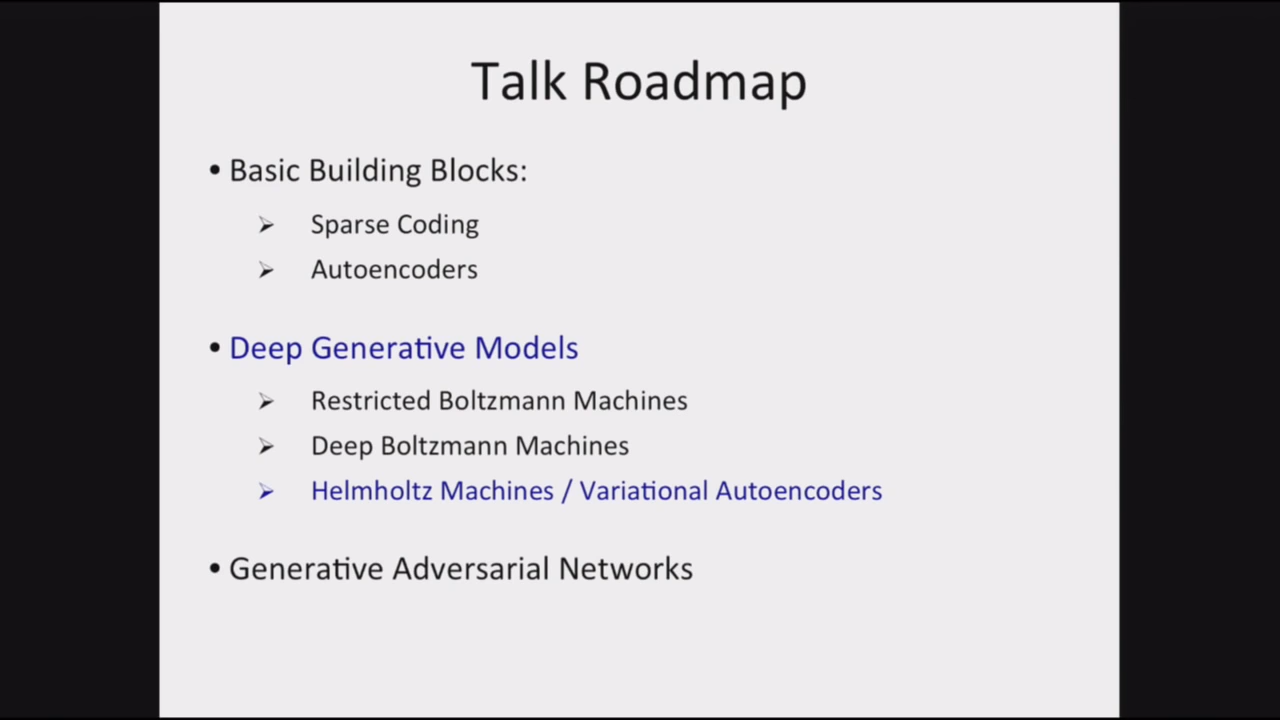 Talk Roadmap
• Basic Building Blocks:
➢ Sparse Coding
➢ Autoencoders
• Deep Generative Models
➢ Restricted Boltzmann Machines
➢ Deep Boltzmann Machines
➢ Helmholtz Machines / Variational Autoencoders
• Generative Adversarial Networks